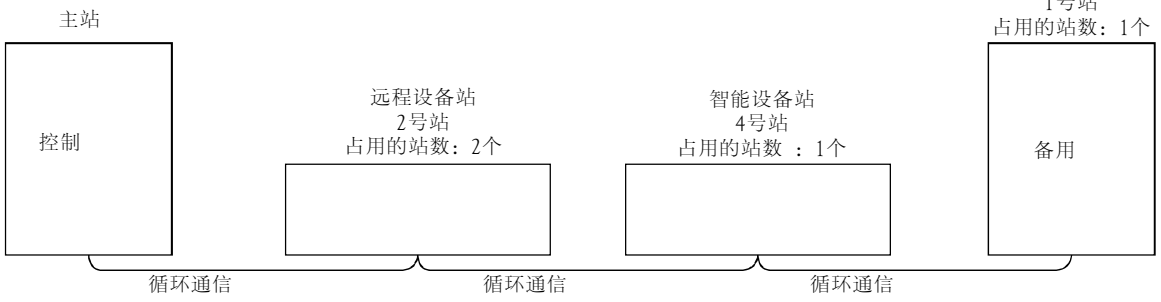 主站
控制
远程设备站
2号站
占用的站数：2个
智能设备站
4号站
占用的站数 ：1个
1号站
占用的站数：1个
备用
循环通信
循环通信
循环通信